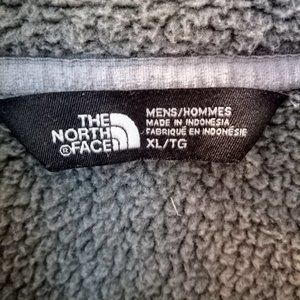 THE
NORTH
®FACE
MENS/HOMMES
MADE IN INDONESIA
FABRIQUÉ EN INDONÉSIE
XL/TG